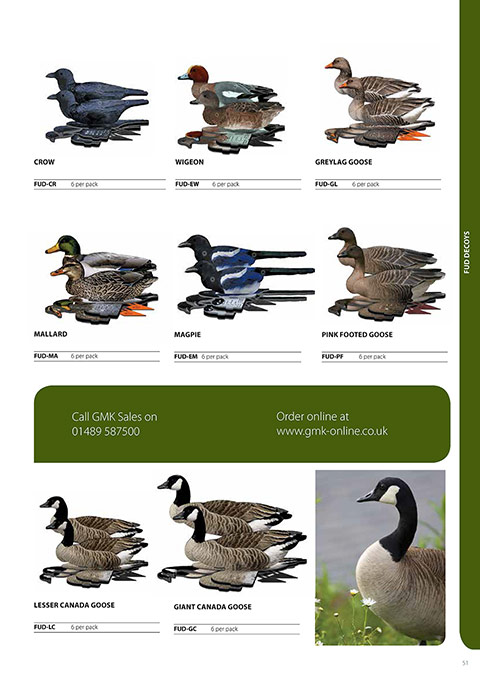 CROW
FUD-CR 6 per pack
WIGEON
FUD-EW 6 per pack
GREYLAG GOOSE
FUD-GL 6 per pack
MALLARD
FUD-MA 6 per pack
MAGPIE
FUD-EM 6 per pack
PINK FOOTED GOOSE
FUD-PF 6 per pack
FUD DECOYS
Call GMK Sales on
01489 587500
Order online at
www.gmk-online.co.uk
LESSER CANADA GOOSE
FUD-LC 6 per pack
GIANT CANADA GOOSE
FUD-GC 6 per pack
51